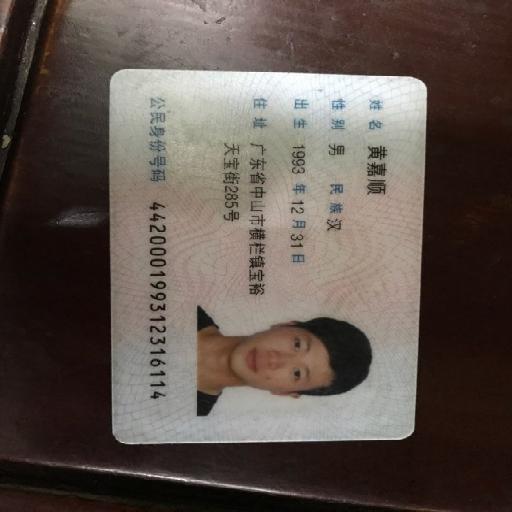 姓名 黄嘉顺
性别 男 民族 汉
出生 1993 年 12 月 31 日
住址 广东省中山市横栏镇宝裕
天宝街285号
公民身份号码 442000199312316114